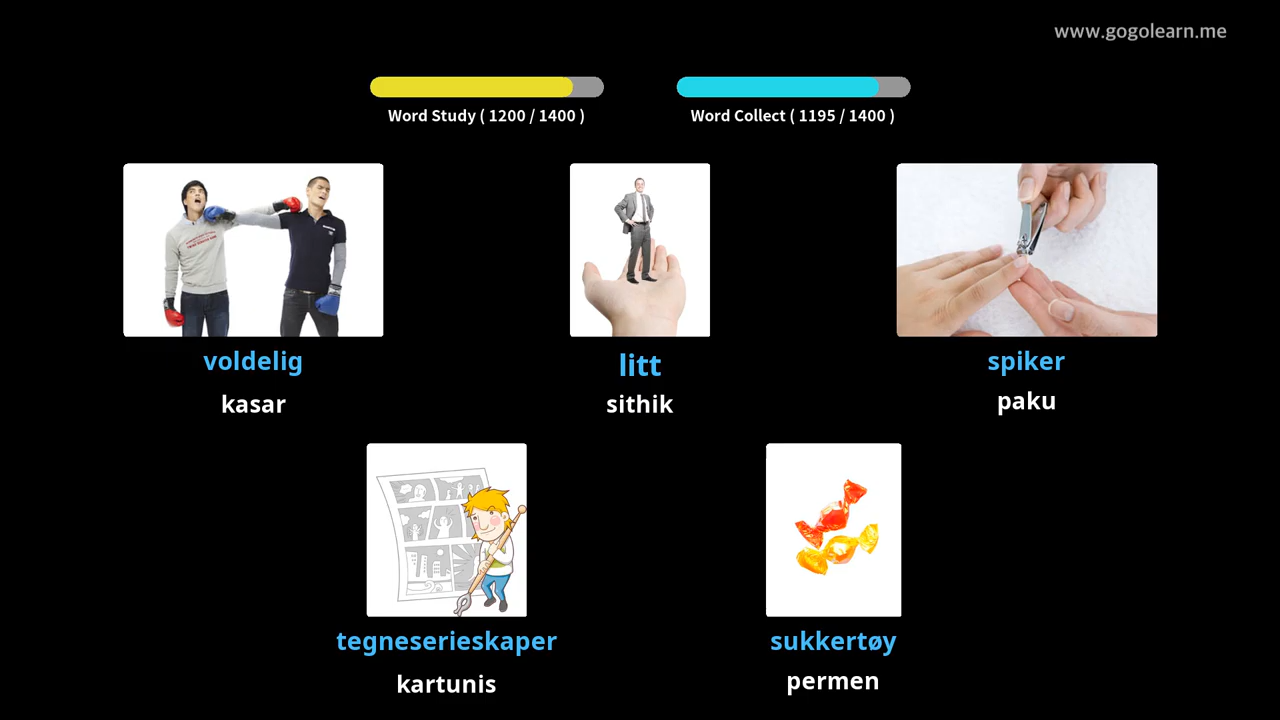 www.gogolearn.me
Word Study ( 1200 / 1400 )
Word Collect ( 1195 / 1400 )
voldelig
litt
spiker
kasar
sithik
paku
tegneserieskaper
sukkertøy
kartunis
permen